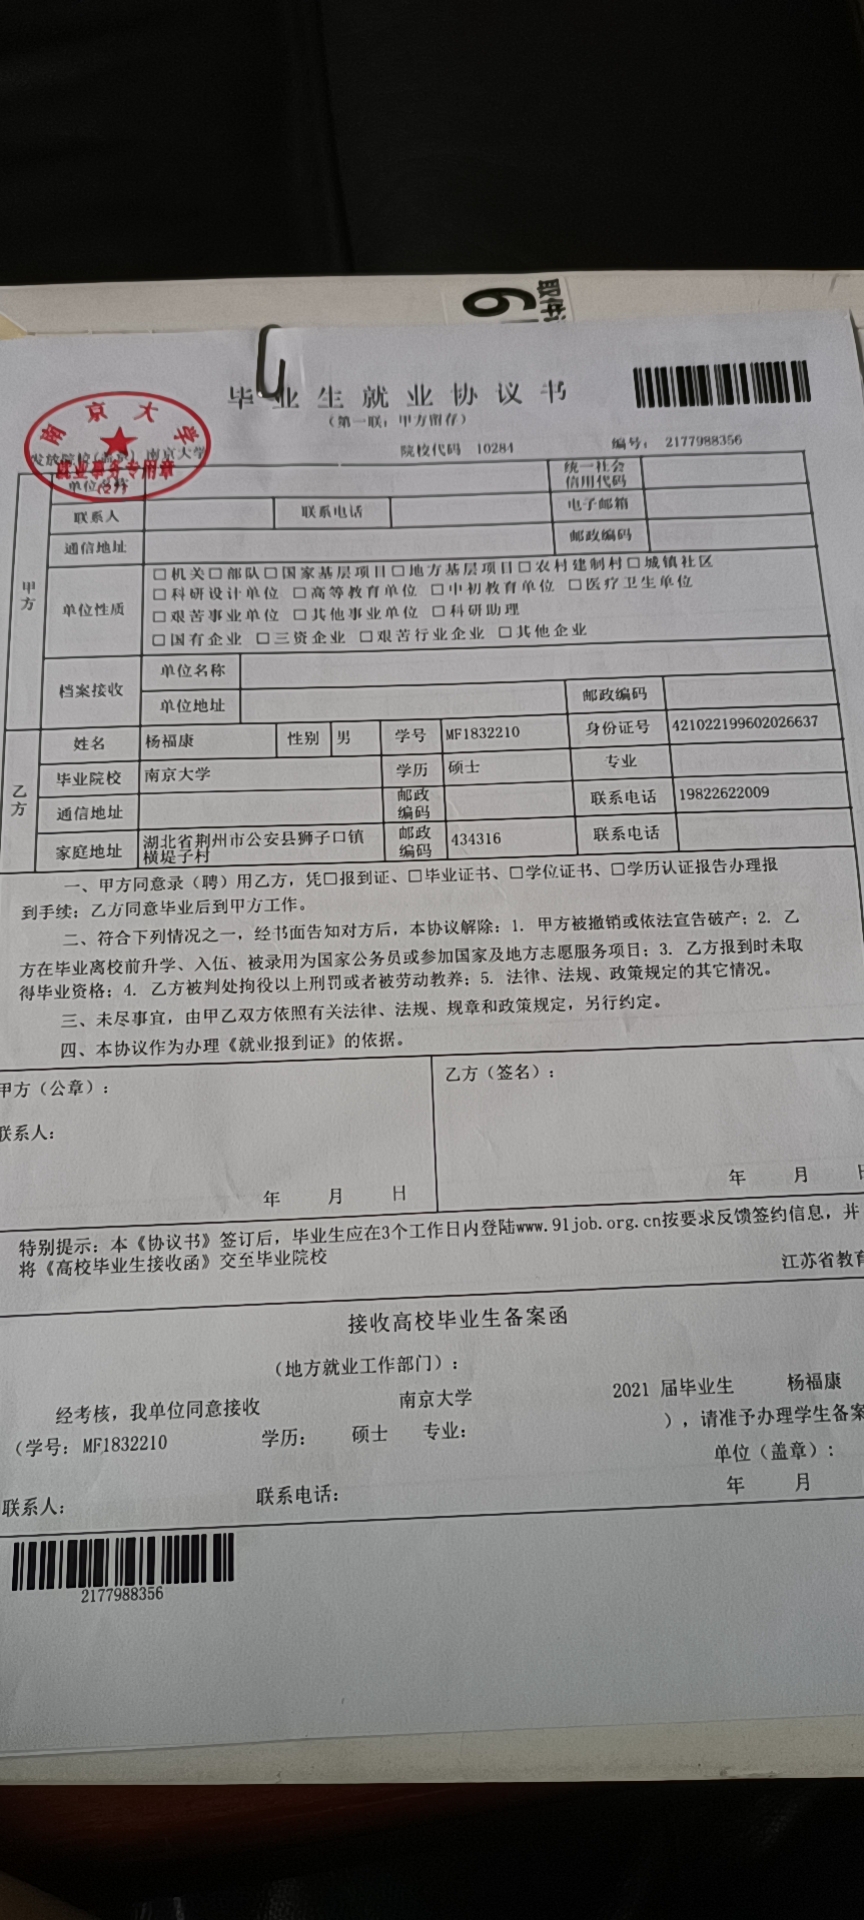 毕业生就业协议书
（第一联：甲方留存）
南京大学
就业事务专用章
(27)
发放院校(盖章) 南京大学 院校代码 10284 编号： 2177988356
甲方
单位名称 统一社会信用代码
联系人 联系电话 电子邮箱
通信地址 邮政编码
单位性质
□机关□部队□国家基层项目□地方基层项目□农村建制村□城镇社区
□科研设计单位 □高等教育单位 □中初教育单位 □医疗卫生单位
□艰苦事业单位 □其他事业单位 □科研助理
□国有企业 □三资企业 □艰苦行业企业 □其他企业
档案接收 单位名称
单位地址 邮政编码
乙方
姓名 杨福康 性别 男 学号 MF1832210 身份证号 421022199602026637
毕业院校 南京大学 学历 硕士 专业
通信地址 邮政编码 联系电话 19822622009
家庭地址 湖北省荆州市公安县狮子口镇横堤子村 邮政编码 434316 联系电话
一、甲方同意录（聘）用乙方，凭□报到证、□毕业证书、□学位证书、□学历认证报告办理报
到手续；乙方同意毕业后到甲方工作。
二、符合下列情况之一，经书面告知对方后，本协议解除：1. 甲方被撤销或依法宣告破产；2. 乙
方在毕业离校前升学、入伍、被录用为国家公务员或参加国家及地方志愿服务项目；3. 乙方报到时未取
得毕业资格；4. 乙方被判处拘役以上刑罚或者被劳动教养；5. 法律、法规、政策规定的其它情况。
三、未尽事宜，由甲乙双方依照有关法律、法规、规章和政策规定，另行约定。
四、本协议作为办理《就业报到证》的依据。
甲方（公章）： 乙方（签名）：
联系人：
年 月 日 年 月 日
特别提示：本《协议书》签订后，毕业生应在3个工作日内登陆www.91job.org.cn按要求反馈签约信息，并
将《高校毕业生接收函》交至毕业院校
江苏省教育
接收高校毕业生备案函
（地方就业工作部门）：
经考核，我单位同意接收 南京大学 2021 届毕业生 杨福康
（学号：MF1832210 学历： 硕士 专业： ），请准予办理学生备案
单位（盖章）：
联系人： 联系电话： 年 月
2177988356